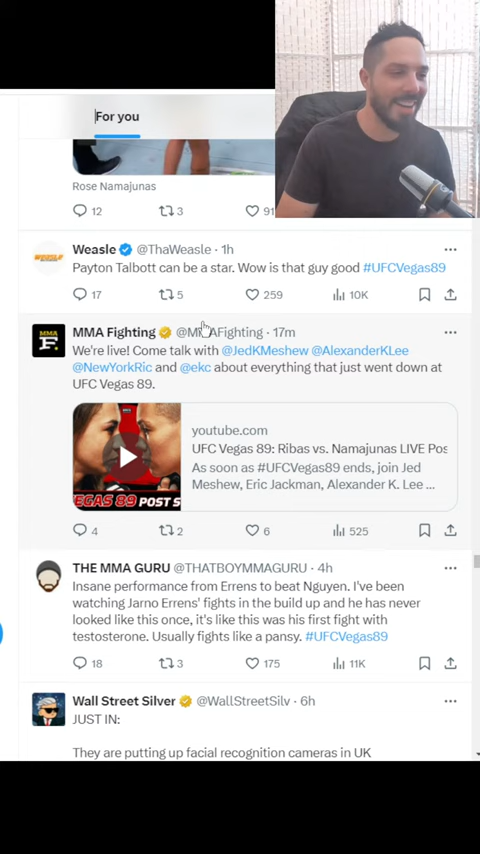 For you
Rose Namajunas
12
3
91
Weasle @ThaWeasle · 1h
Payton Talbott can be a star. Wow is that guy good #UFCVegas89
17
5
259
10K
MMA Fighting @MMAFighting · 17m
We're live! Come talk with @JedKMeshew @AlexanderKLee
@NewYorkRic and @ekc about everything that just went down at
UFC Vegas 89.
youtube.com
UFC Vegas 89: Ribas vs. Namajunas LIVE Pos
As soon as #UFCVegas89 ends, join Jed
Meshew, Eric Jackman, Alexander K. Lee ...
VEGAS 89 POST S
4
2
6
525
THE MMA GURU @THATBOYMMAGURU · 4h
Insane performance from Errens to beat Nguyen. I've been
watching Jarno Errens' fights in the build up and he has never
looked like this once, it's like this was his first fight with
testosterone. Usually fights like a pansy. #UFCVegas89
18
3
175
11K
Wall Street Silver @WallStreetSilv · 6h
JUST IN:
They are putting up facial recognition cameras in UK